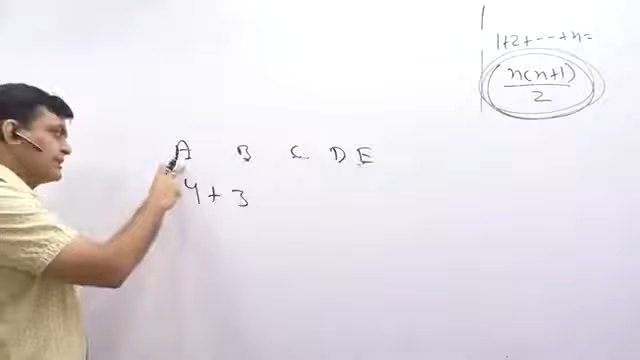 1+2+---+n=
n(n+1)
2
A B C D E
4+3